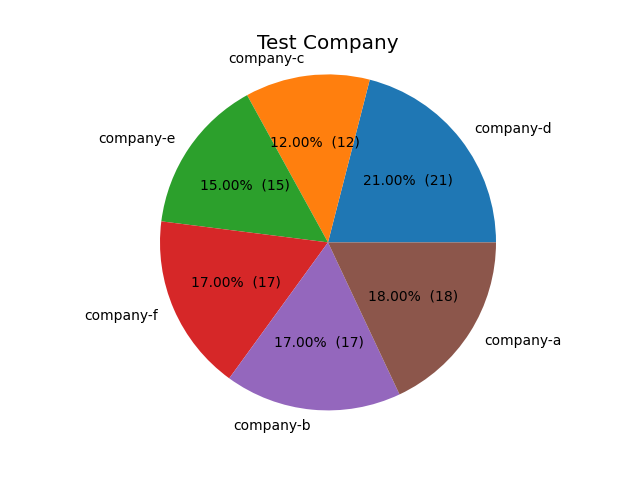 Test Company
company-c
company-d
company-e
12.00%  (12)
21.00%  (21)
15.00%  (15)
17.00%  (17)
18.00%  (18)
company-f
17.00%  (17)
company-a
company-b